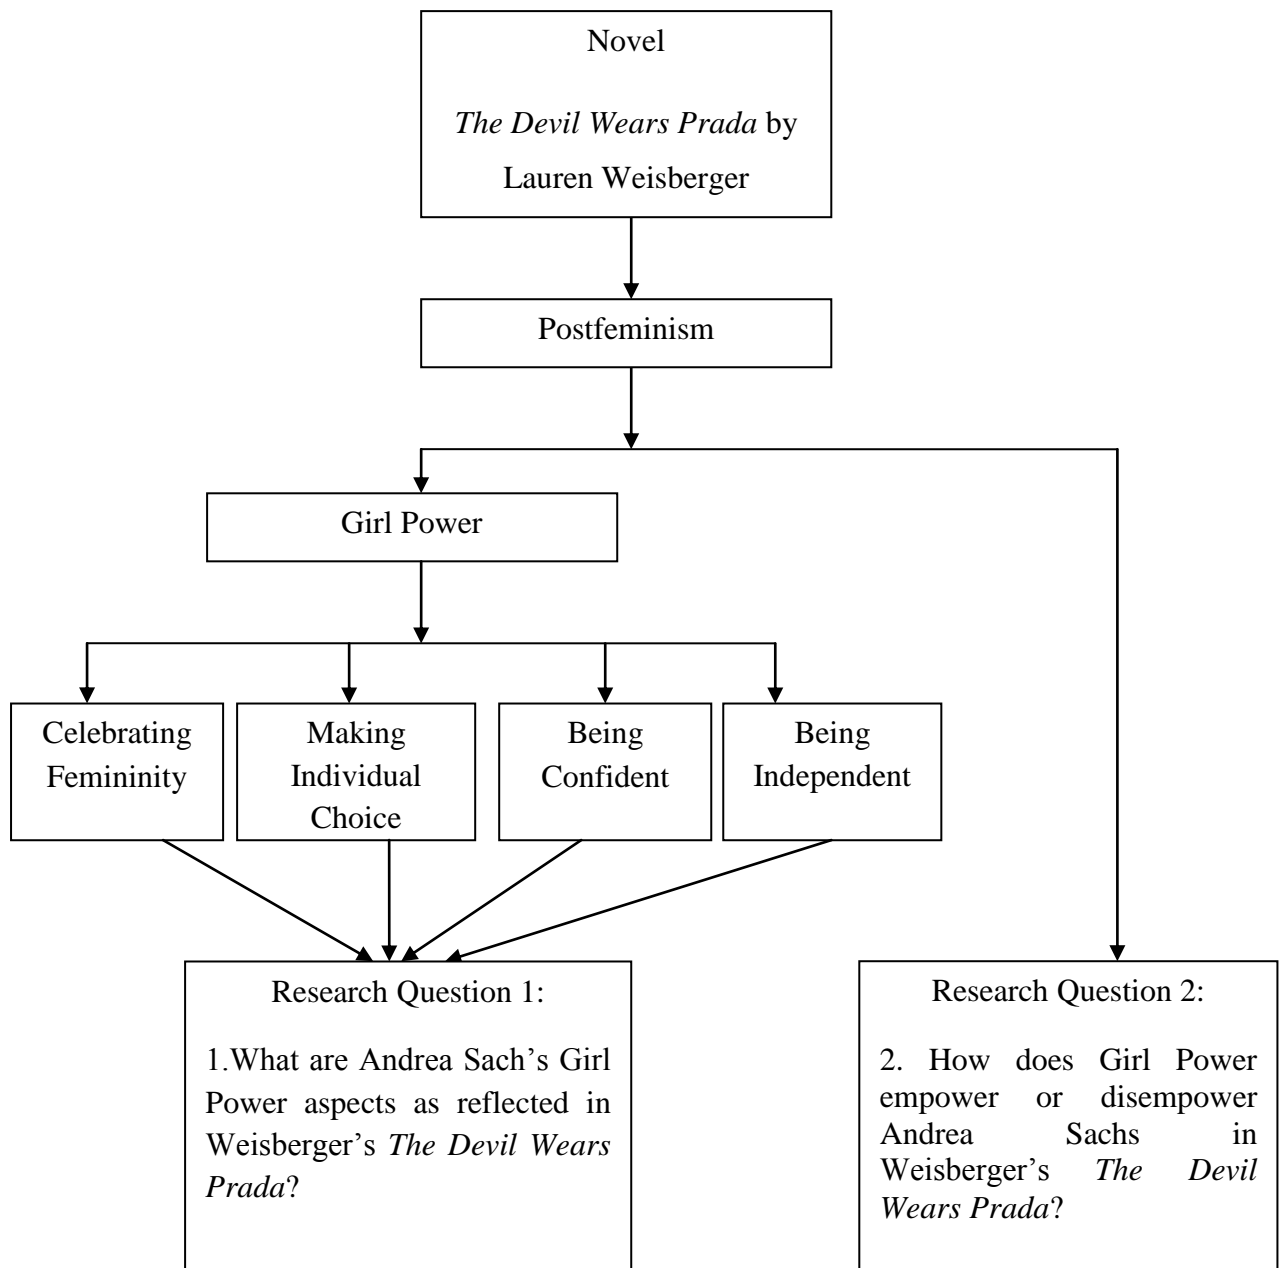 Novel
The Devil Wears Prada by
Lauren Weisberger
Postfeminism
Girl Power
Celebrating
Femininity
Making
Individual
Choice
Being
Confident
Being
Independent
Research Question 1:
1.What are Andrea Sach’s Girl
Power aspects as reflected in
Weisberger’s The Devil Wears
Prada?
Research Question 2:
2. How does Girl Power
empower or disempower
Andrea Sachs in
Weisberger’s The Devil
Wears Prada?